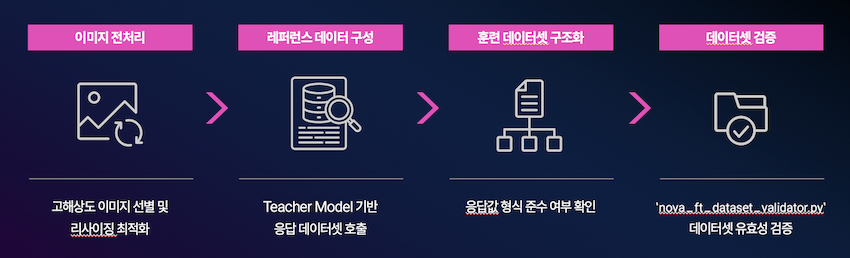 이미지 전처리
레퍼런스 데이터 구성
훈련 데이터셋 구조화
데이터셋 검증
고해상도 이미지 선별 및
리사이징 최적화
Teacher Model 기반
응답 데이터셋 호출
응답값 형식 준수 여부 확인
'nova_ft_dataset_validator.py'
데이터셋 유효성 검증